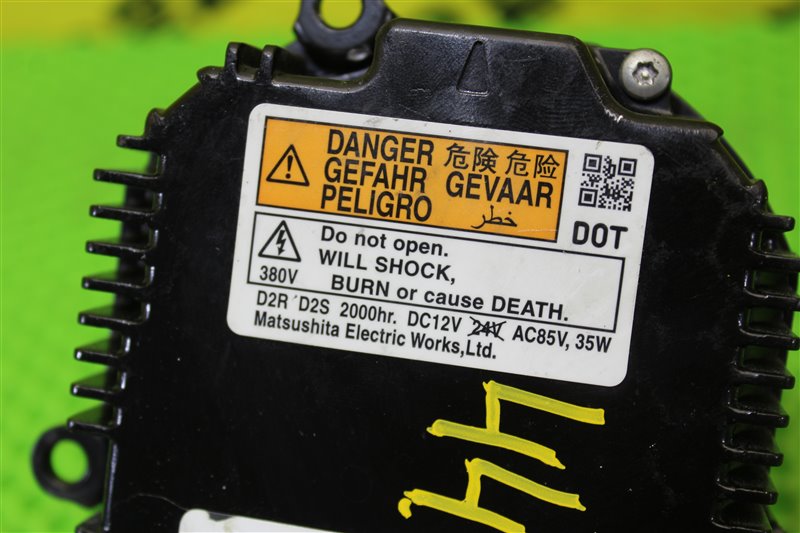 DANGER 危険 危险
GEFAHR GEVAAR
PELIGRO خطر
DOT
380V
Do not open.
WILL SHOCK,
BURN or cause DEATH.
D2R D2S 2000hr. DC12V 24V AC85V, 35W
Matsushita Electric Works,Ltd.
44